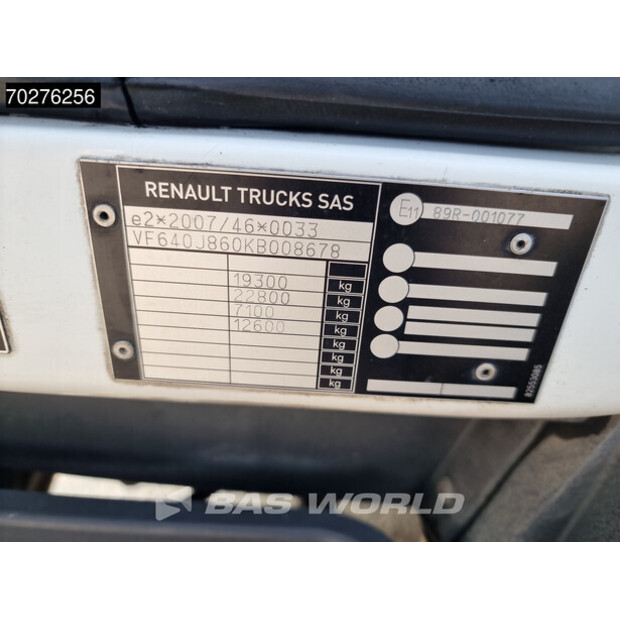 70276256
RENAULT TRUCKS SAS
e2*2007/46*0033
VF640J860KB008678
19300 kg
22800 kg
7100 kg
12600 kg
kg
kg
kg
E11 89R-001077
82553085
BAS WORLD